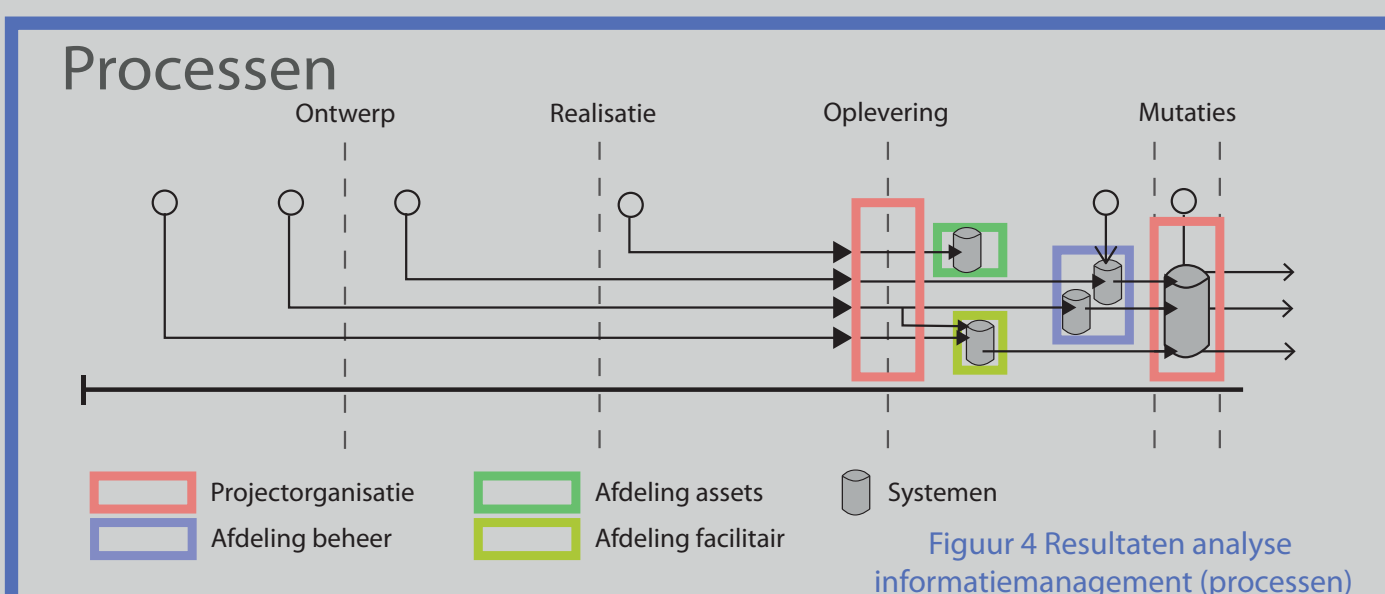 Processen
Ontwerp
Realisatie
Oplevering
Mutaties
Projectorganisatie
Afdeling assets
Systemen
Afdeling beheer
Afdeling facilitair
Figuur 4 Resultaten analyse
informatiemanagement (processen)